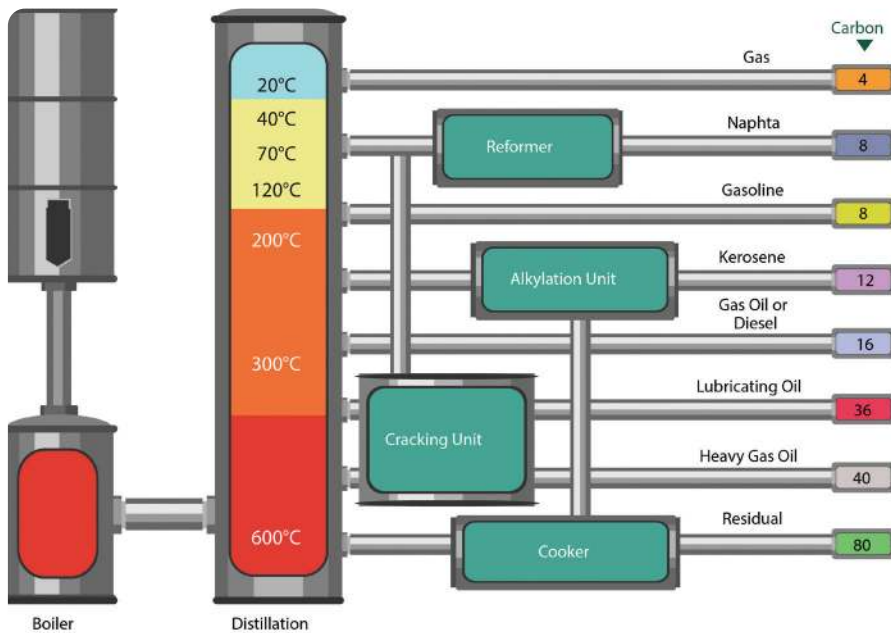 Carbon
Gas
4
20°C
40°C
Naphta
8
Reformer
70°C
120°C
Gasoline
8
200°C
Kerosene
12
Alkylation Unit
Gas Oil or
Diesel
16
300°C
Lubricating Oil
36
Cracking Unit
Heavy Gas Oil
40
Residual
80
600°C
Cooker
Boiler
Distillation